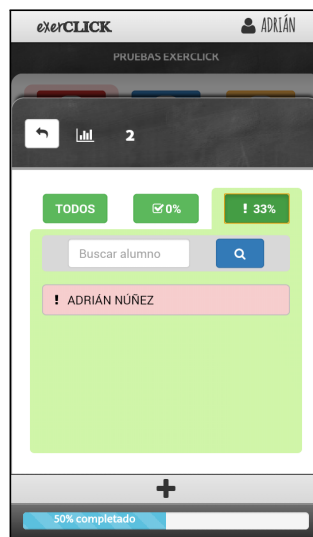 exerCLICK ADRIÁN
PRUEBAS EXERCLICK
2
TODOS 0% ! 33%
Buscar alumno
! ADRIÁN NÚÑEZ
50% completado